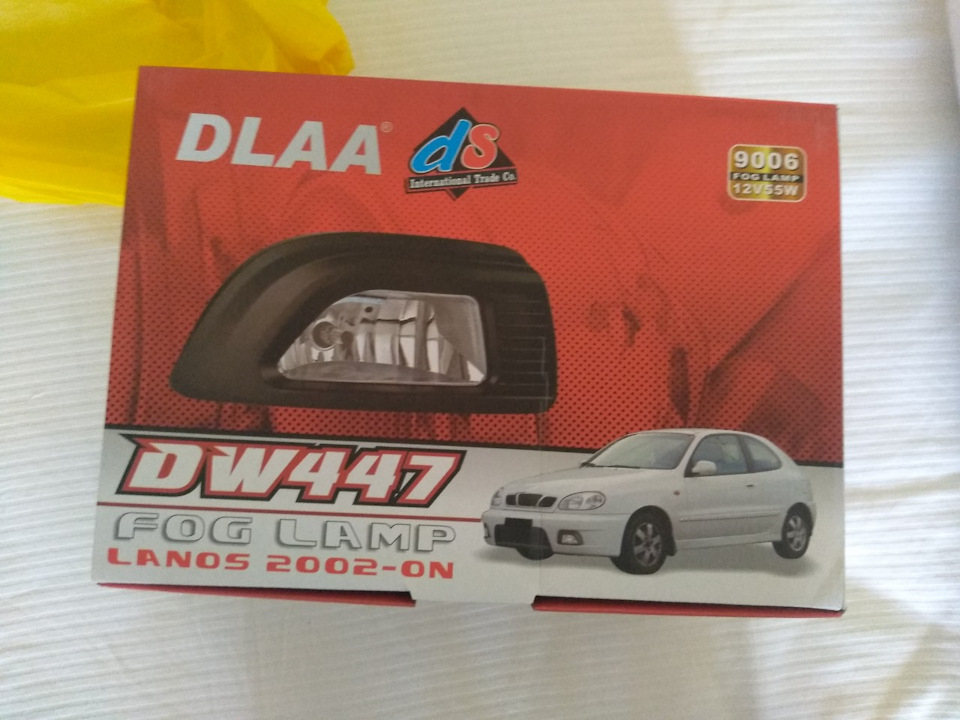 DLAA®
ds
International Trade Co.
9006
FOG LAMP
12V55W
DW447
FOG LAMP
LANOS 2002-ON